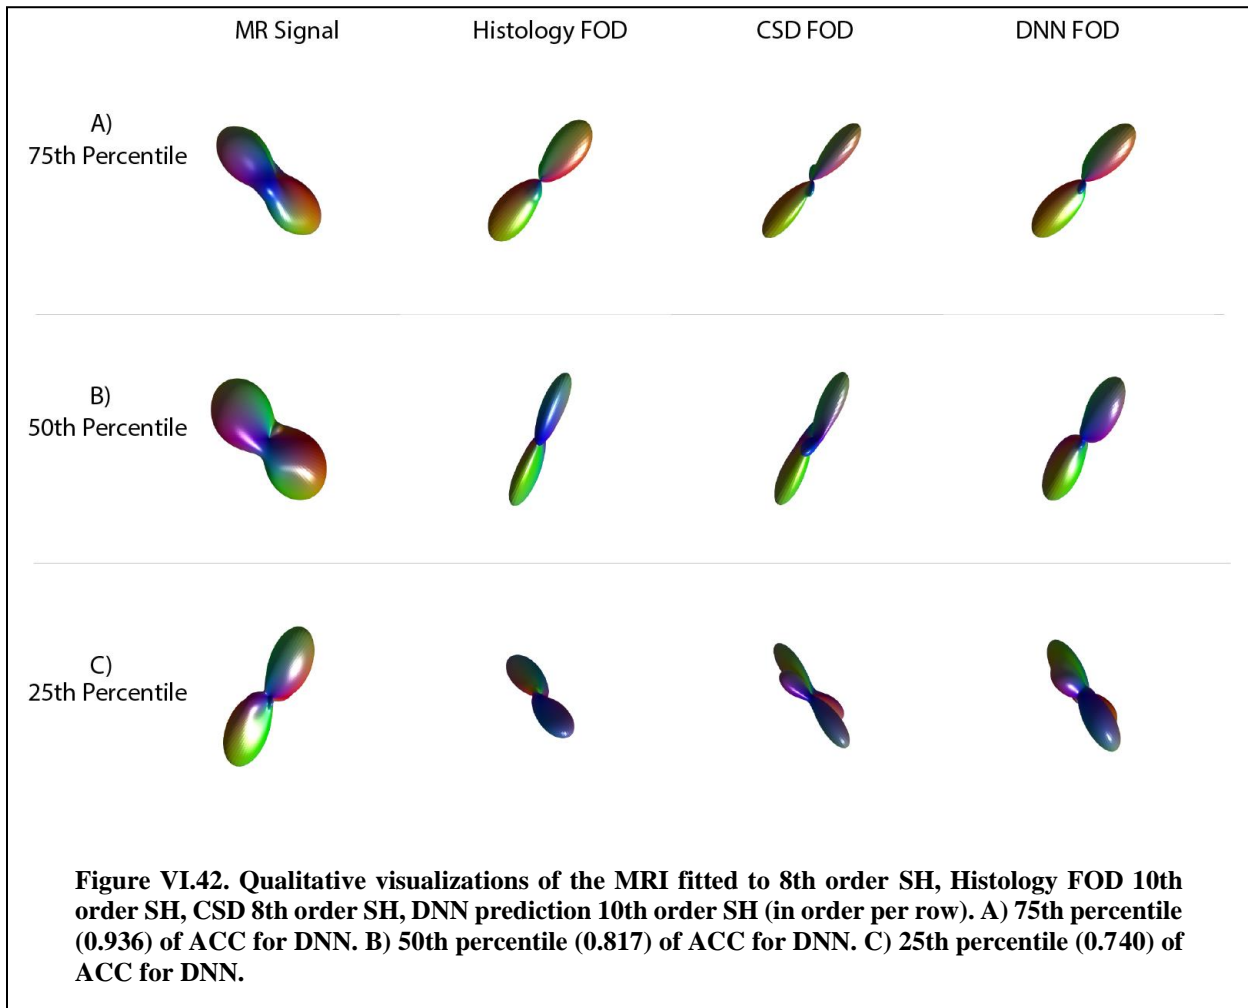 MR Signal Histology FOD CSD FOD DNN FOD
A)
75th Percentile
B)
50th Percentile
C)
25th Percentile
Figure VI.42. Qualitative visualizations of the MRI fitted to 8th order SH, Histology FOD 10th
order SH, CSD 8th order SH, DNN prediction 10th order SH (in order per row). A) 75th percentile
(0.936) of ACC for DNN. B) 50th percentile (0.817) of ACC for DNN. C) 25th percentile (0.740) of
ACC for DNN.